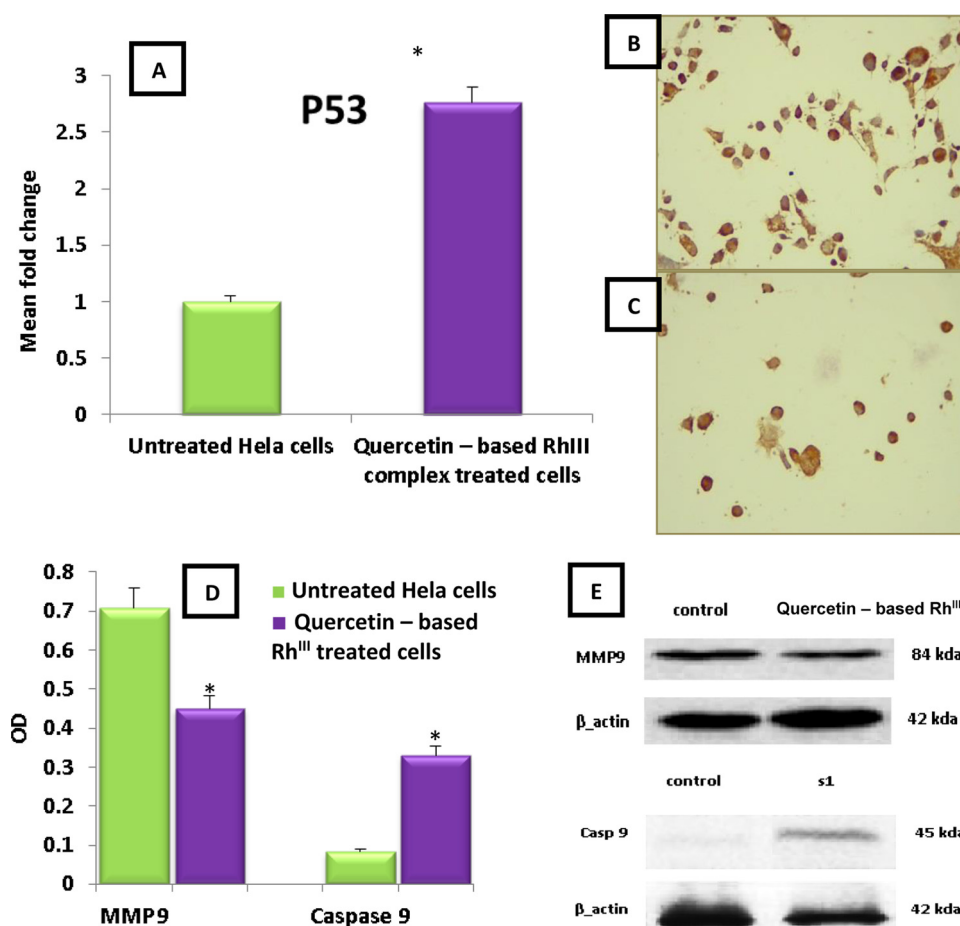 A
*
P53
Mean fold change
3
2.5
2
1.5
1
0.5
0
Untreated Hela cells
Quercetin – based RhIII
complex treated cells
B
C
D
OD
0.8
0.7
0.6
0.5
0.4
0.3
0.2
0.1
0
Untreated Hela cells
Quercetin – based
Rhᴵᴵᴵ treated cells
*
*
MMP9
Caspase 9
E
control Quercetin – based Rhᴵᴵᴵ
MMP9 84 kda
β_actin 42 kda
control s1
Casp 9 45 kda
β_actin 42 kda